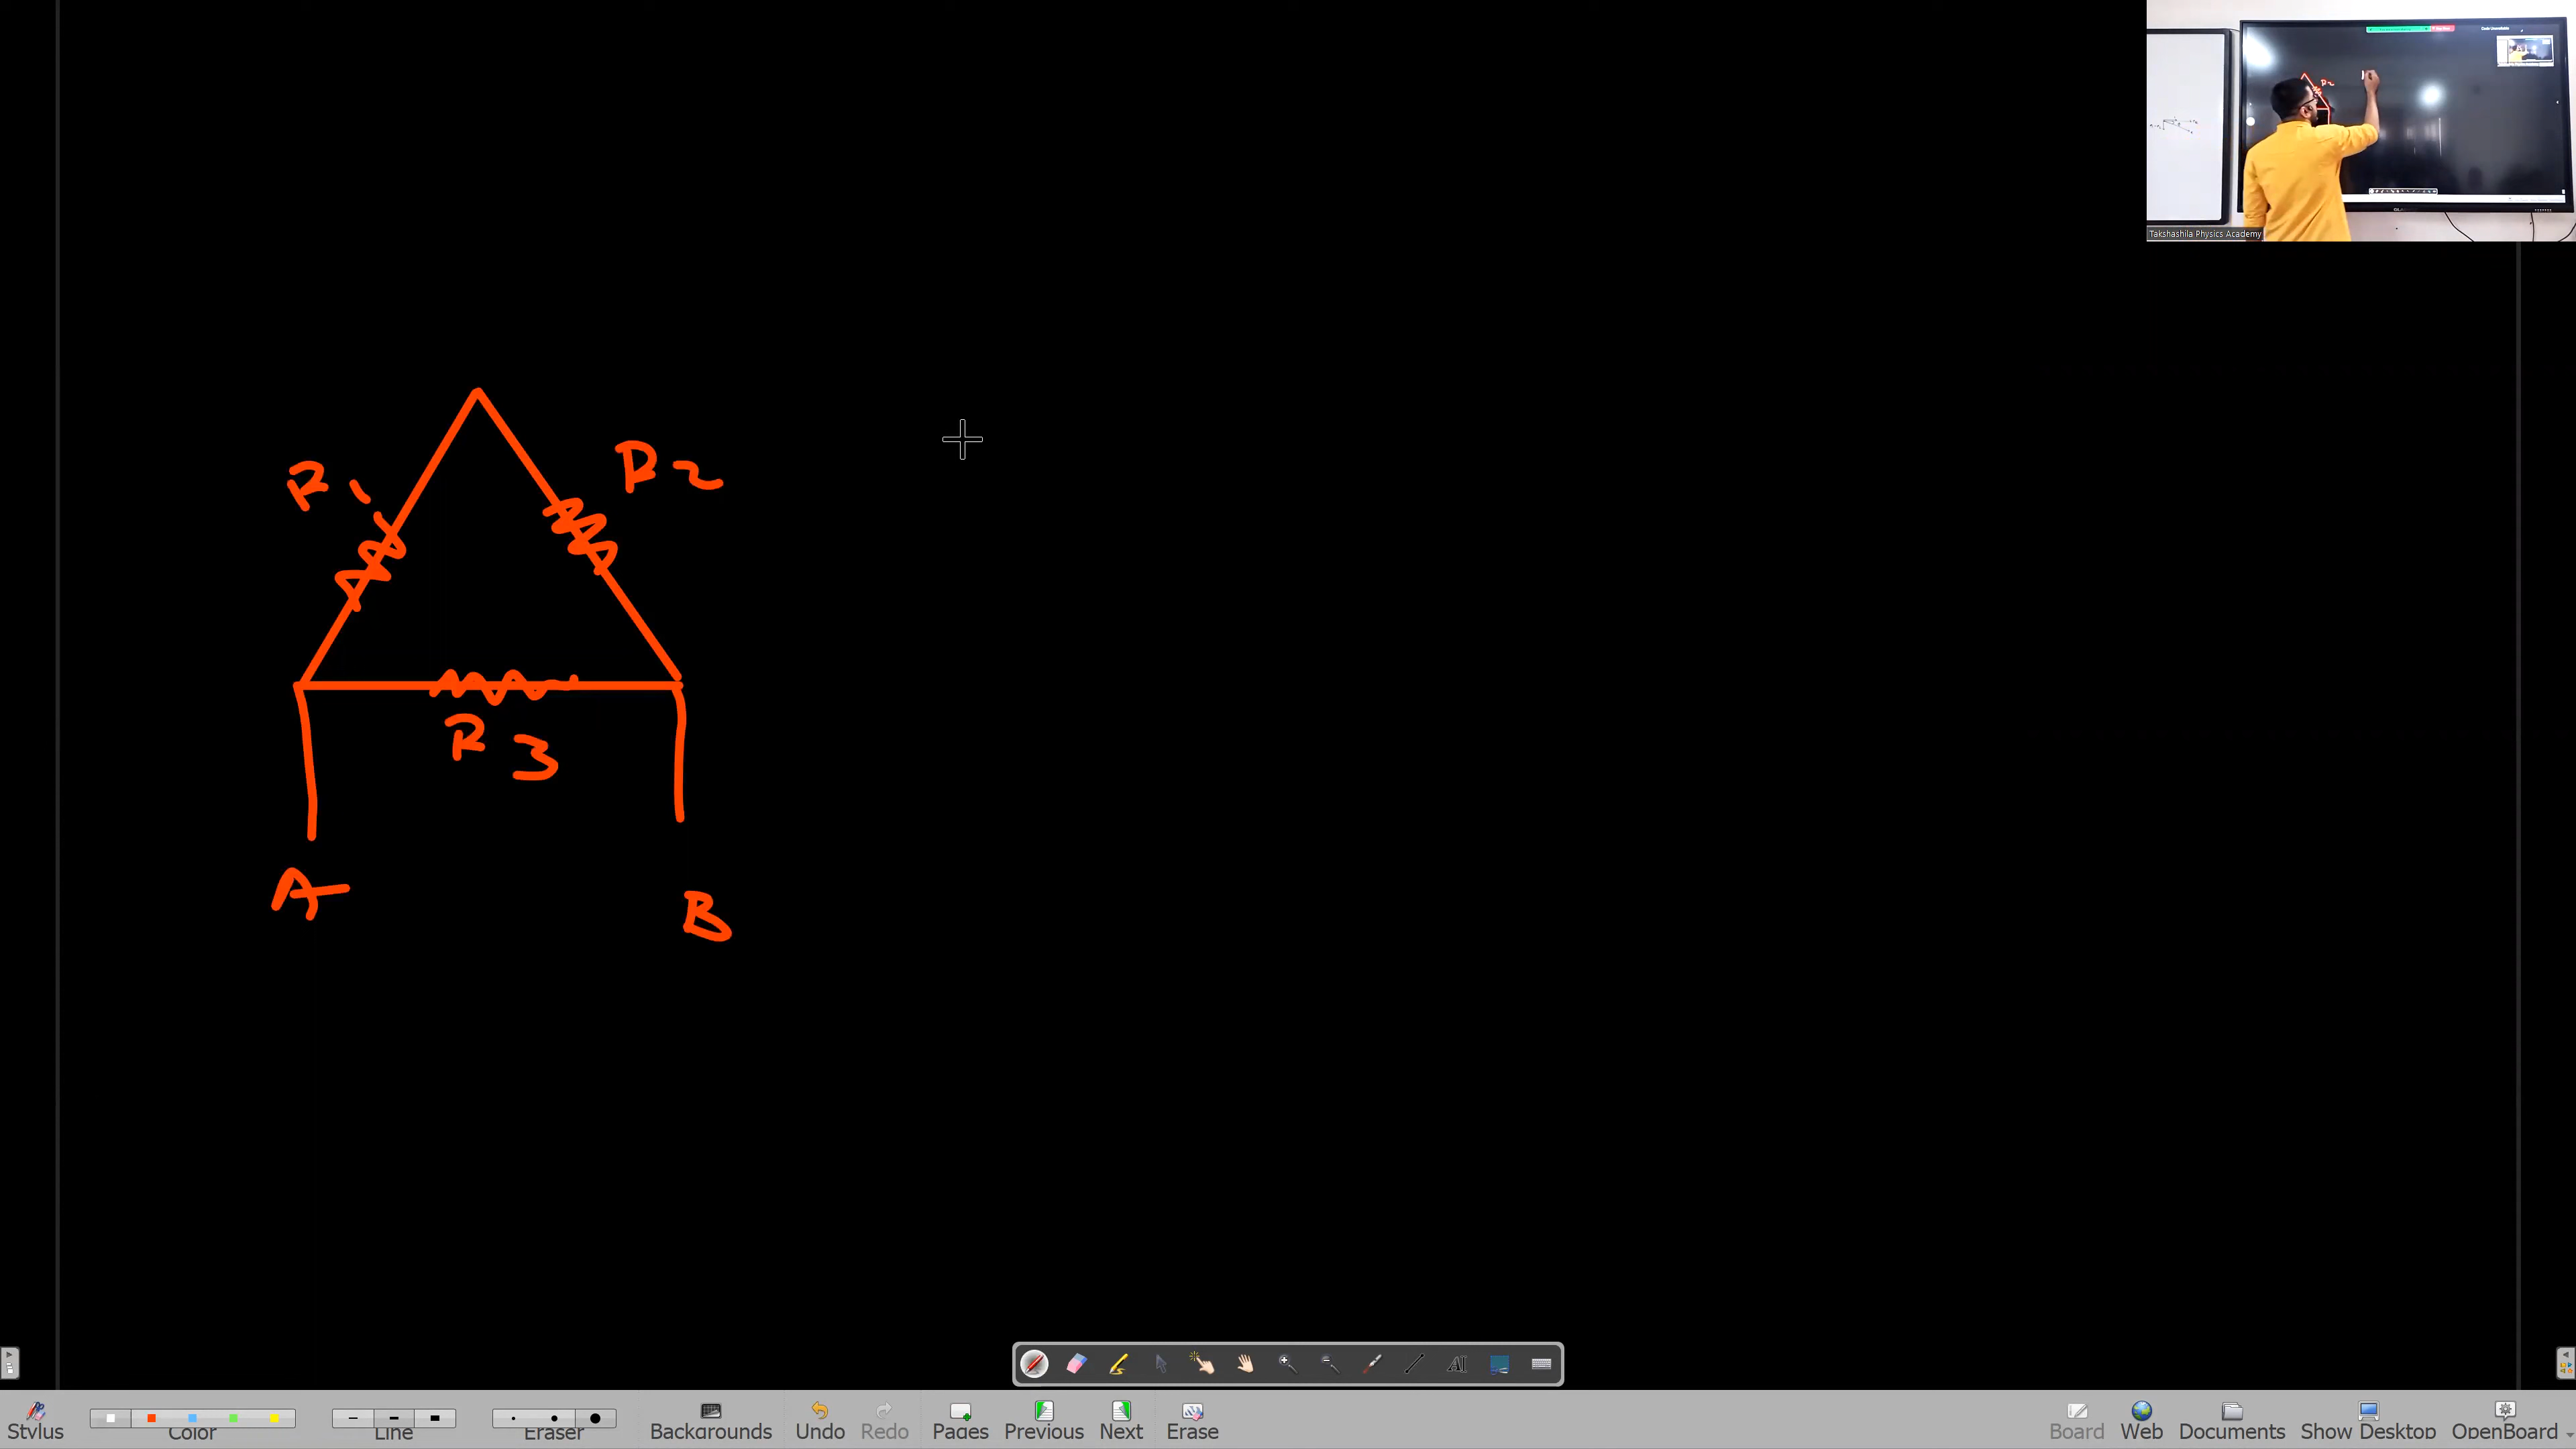 Takshashila Physics Academy
R1
R2
R3
A
B
Stylus
Color
Line
Eraser
Backgrounds
Undo
Redo
Pages
Previous
Next
Erase
Board
Web
Documents
Show Desktop
OpenBoard